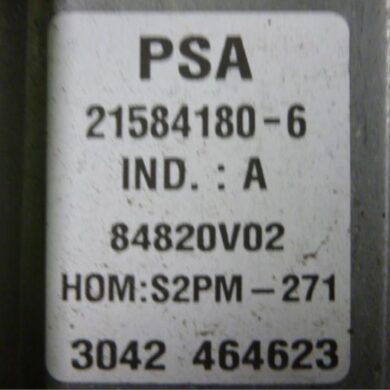 PSA
21584180-6
IND. : A
84820V02
HOM:S2PM-271
3042 464623